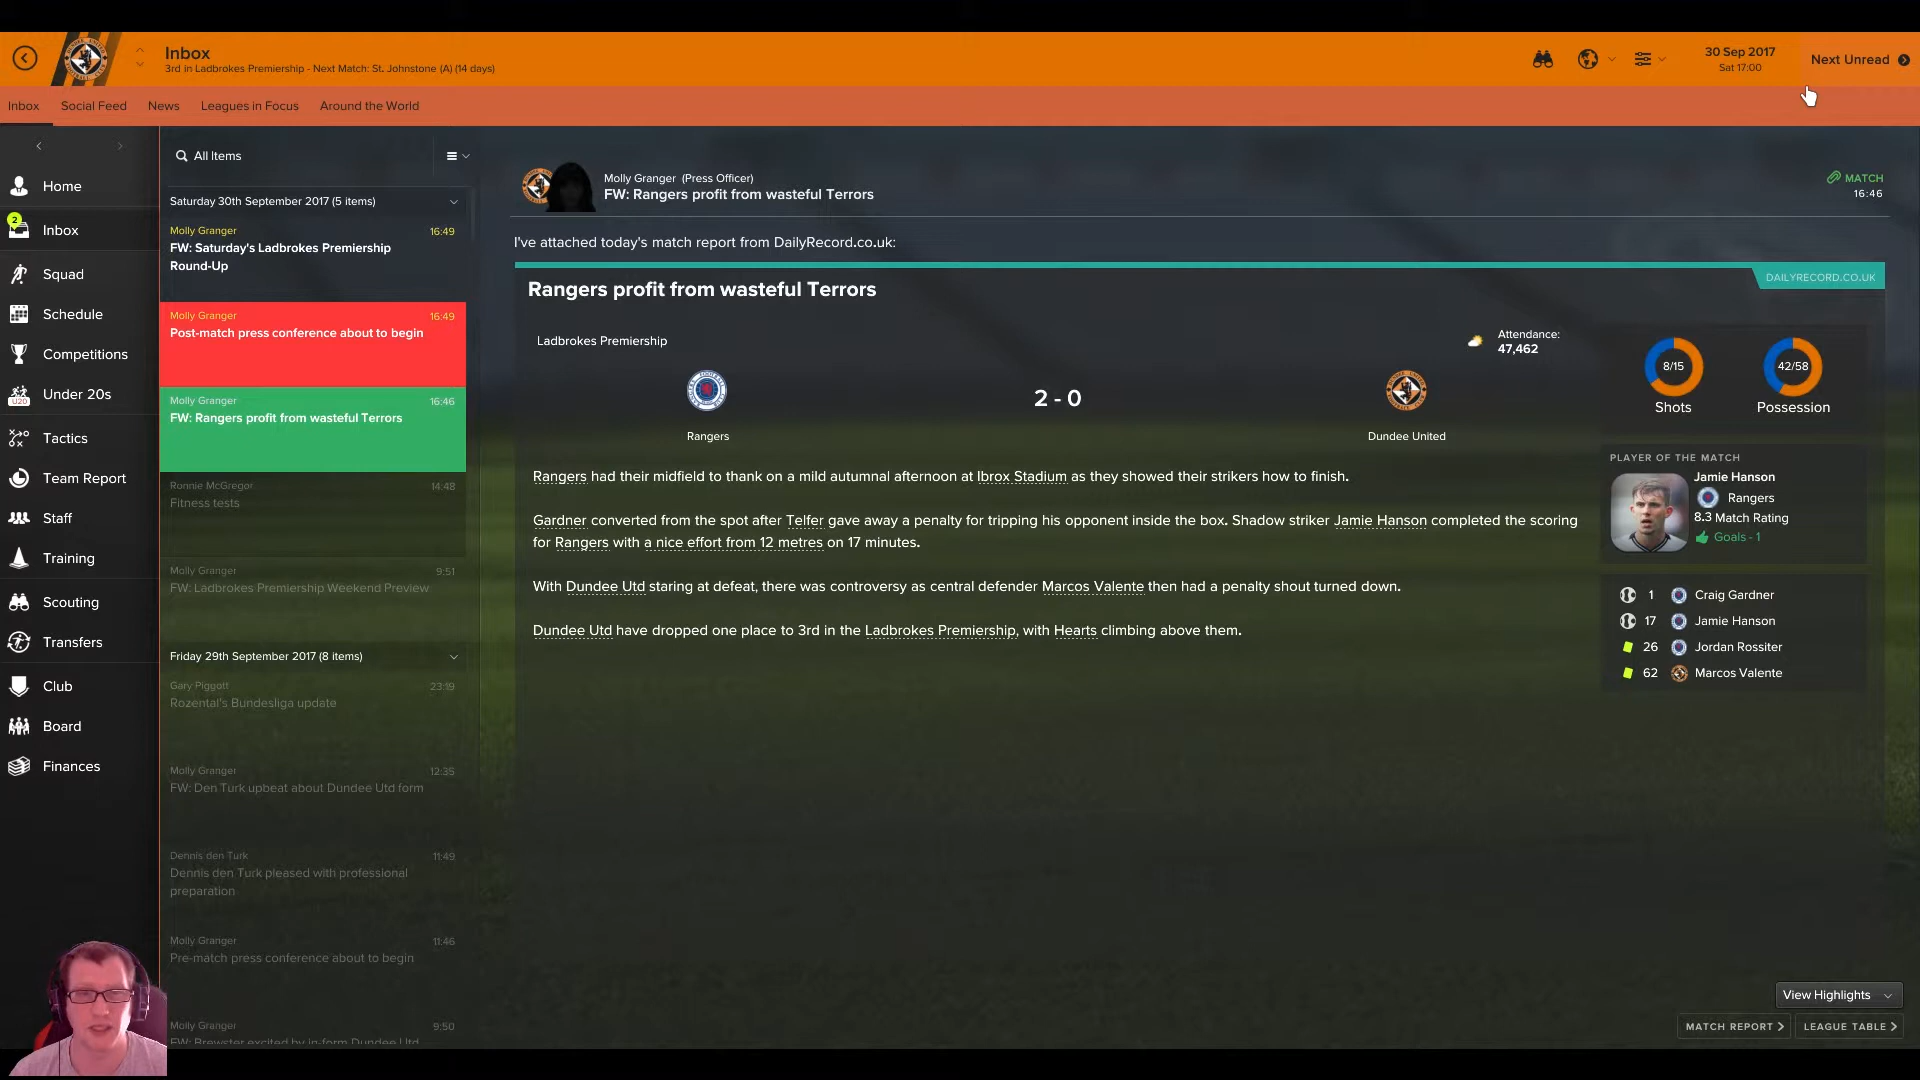 Inbox
3rd in Ladbrokes Premiership - Next Match: St. Johnstone (A) (14 days)
30 Sep 2017
Sat 17:00
Next Unread
Inbox
Social Feed
News
Leagues in Focus
Around the World
Home
2
Inbox
Squad
Schedule
Competitions
U20
Under 20s
Tactics
Team Report
Staff
Training
Scouting
Transfers
Club
Board
Finances
All Items
Saturday 30th September 2017 (5 items)
Molly Granger 16:49
FW: Saturday's Ladbrokes Premiership
Round-Up
Molly Granger 16:49
Post-match press conference about to begin
Molly Granger 16:46
FW: Rangers profit from wasteful Terrors
Ronnie McGregor 14:48
Fitness tests
Molly Granger 9:51
FW: Ladbrokes Premiership Weekend Preview
Friday 29th September 2017 (8 items)
Gary Piggott 23:19
Rozental's Bundesliga update
Molly Granger 12:35
FW: Den Turk upbeat about Dundee Utd form
Dennis den Turk 11:49
Dennis den Turk pleased with professional
preparation
Molly Granger 11:46
Pre-match press conference about to begin
Molly Granger 9:50
FW: Brewster excited by in-form Dundee Utd
Molly Granger (Press Officer)
FW: Rangers profit from wasteful Terrors
MATCH
16:46
I've attached today's match report from DailyRecord.co.uk:
DAILYRECORD.CO.UK
Rangers profit from wasteful Terrors
Ladbrokes Premiership
Attendance:
47,462
2 - 0
Rangers
Dundee United
Rangers had their midfield to thank on a mild autumnal afternoon at Ibrox Stadium as they showed their strikers how to finish.
Gardner converted from the spot after Telfer gave away a penalty for tripping his opponent inside the box. Shadow striker Jamie Hanson completed the scoring
for Rangers with a nice effort from 12 metres on 17 minutes.
With Dundee Utd staring at defeat, there was controversy as central defender Marcos Valente then had a penalty shout turned down.
Dundee Utd have dropped one place to 3rd in the Ladbrokes Premiership, with Hearts climbing above them.
8/15
Shots
42/58
Possession
PLAYER OF THE MATCH
Jamie Hanson
Rangers
8.3 Match Rating
Goals - 1
1 Craig Gardner
17 Jamie Hanson
26 Jordan Rossiter
62 Marcos Valente
View Highlights
MATCH REPORT
LEAGUE TABLE